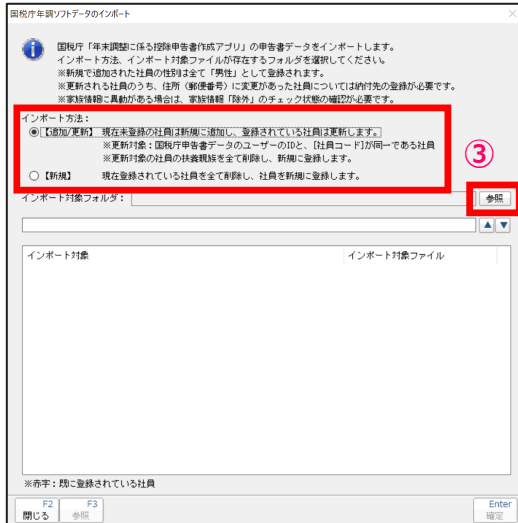 国税庁年調ソフトデータのインポート
国税庁「年末調整に係る控除申告書作成アプリ」の申告書データをインポートします。
インポート方法、インポート対象ファイルが存在するフォルダを選択してください。
※新規で追加された社員の性別は全て「男性」として登録されます。
※更新される社員のうち、住所（郵便番号）に変更があった社員については納付先の登録が必要です。
※家族情報に異動がある場合は、家族情報「除外」のチェック状態の確認が必要です。
インポート方法：
【追加/更新】 現在未登録の社員は新規に追加し、登録されている社員は更新します。
※更新対象：国税庁申告書データのユーザーのIDと、[社員コード]が同一である社員
※更新対象の社員の扶養親族を全て削除し、新規に登録します。
【新規】 現在登録されている社員を全て削除し、社員を新規に登録します。
③
インポート対象フォルダ： 参照
▲ ▼
インポート対象 インポート対象ファイル
※赤字：既に登録されている社員
F2 F3 Enter
閉じる 参照 確定